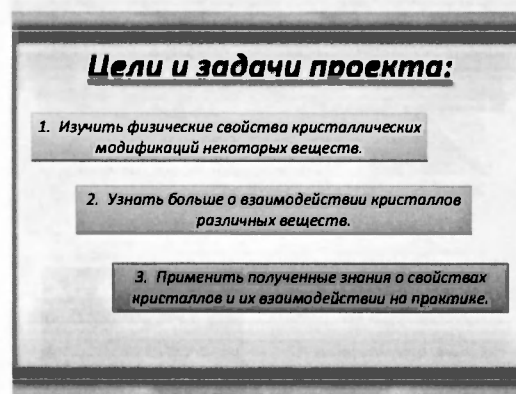 Цели и задачи проекта:
1. Изучить физические свойства кристаллических
модификаций некоторых веществ.
2. Узнать больше о взаимодействии кристаллов
различных веществ.
3. Применить полученные знания о свойствах
кристаллов и их взаимодействии на практике.